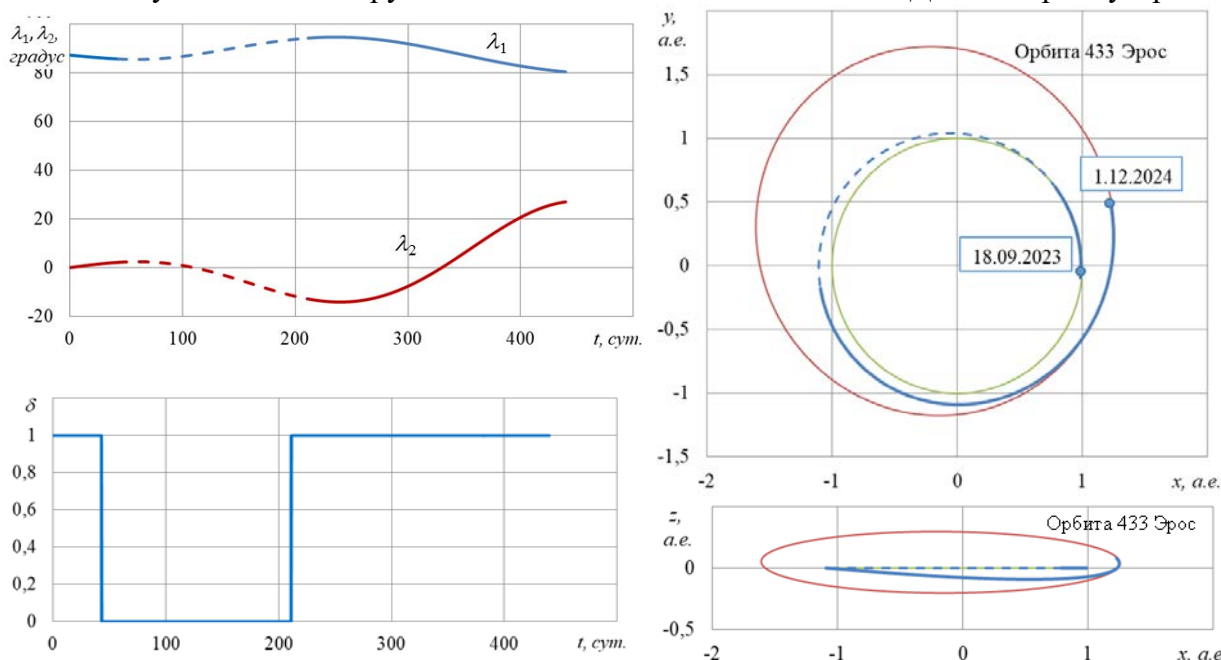 λ₁, λ₂,
градус
80
60
40
20
0
-20
0 100 200 300 400 t, сут.
λ₁
λ₂
δ
1
0,8
0,6
0,4
0,2
0
0 100 200 300 400 t, сут.
y,
а.е.
1,5
1
0,5
0
-0,5
-1
-1,5
-2 -1 0 1 x, а.е.
Орбита 433 Эрос
1.12.2024
18.09.2023
z,
а.е.
0
-0,5
-2 -1 0 1 x, а.е.
Орбита 433 Эрос